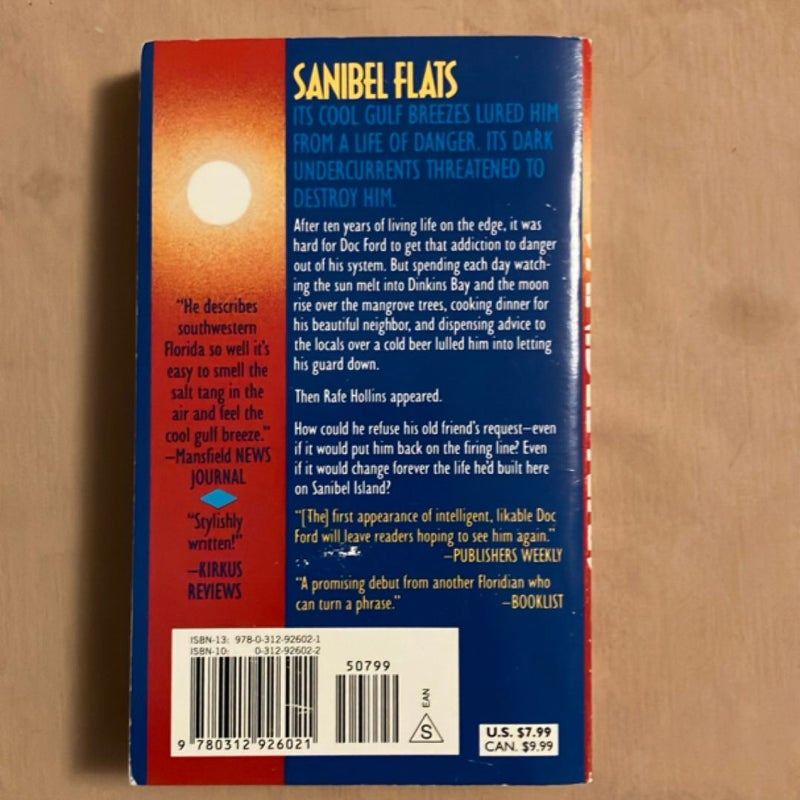 SANIBEL FLATS
ITS COOL GULF BREEZES LURED HIM
FROM A LIFE OF DANGER. ITS DARK
UNDERCURRENTS THREATENED TO
DESTROY HIM.
After ten years of living life on the edge, it was
hard for Doc Ford to get that addiction to danger
out of his system. But spending each day watch-
ing the sun melt into Dinkins Bay and the moon
rise over the mangrove trees, cooking dinner for
his beautiful neighbor, and dispensing advice to
the locals over a cold beer lulled him into letting
his guard down.
Then Rafe Hollins appeared.
How could he refuse his old friend's request—even
if it would put him back on the firing line? Even
if it would change forever the life he'd built here
on Sanibel Island?
"[The] first appearance of intelligent, likable Doc
Ford will leave readers hoping to see him again."
—PUBLISHERS WEEKLY
"A promising debut from another Floridian who
can turn a phrase."
—BOOKLIST
"He describes
southwestern
Florida so well it's
easy to smell the
salt tang in the
air and feel the
cool gulf breeze."
—Mansfield NEWS
JOURNAL
"Stylishly
written!"
—KIRKUS
REVIEWS
ISBN-13: 978-0-312-92602-1
ISBN-10: 0-312-92602-2
50799
9 780312 926021
EAN
S
U.S. $7.99
CAN. $9.99